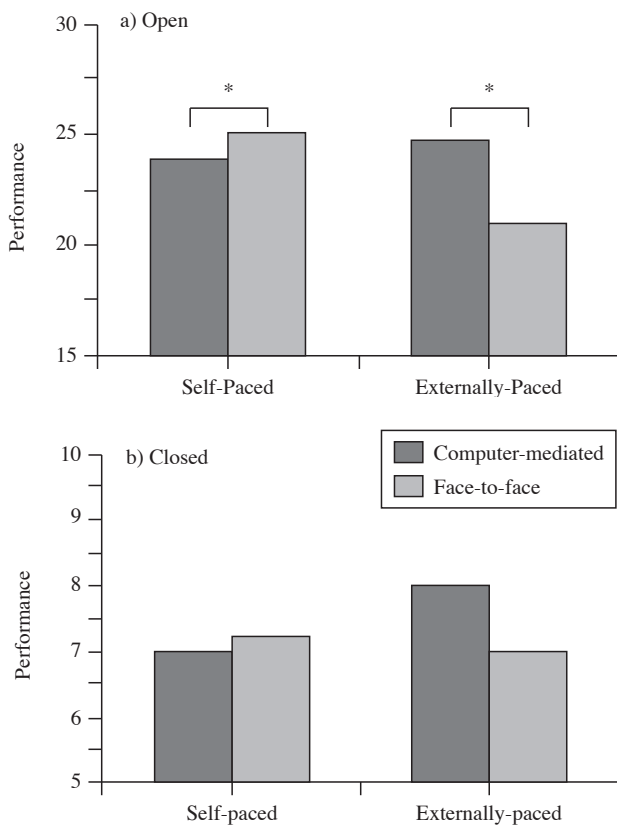 a) Open
30
25
20
15
Performance
*
*
Self-Paced
Externally-Paced
b) Closed
10
9
8
7
6
5
Performance
Computer-mediated
Face-to-face
Self-paced
Externally-paced